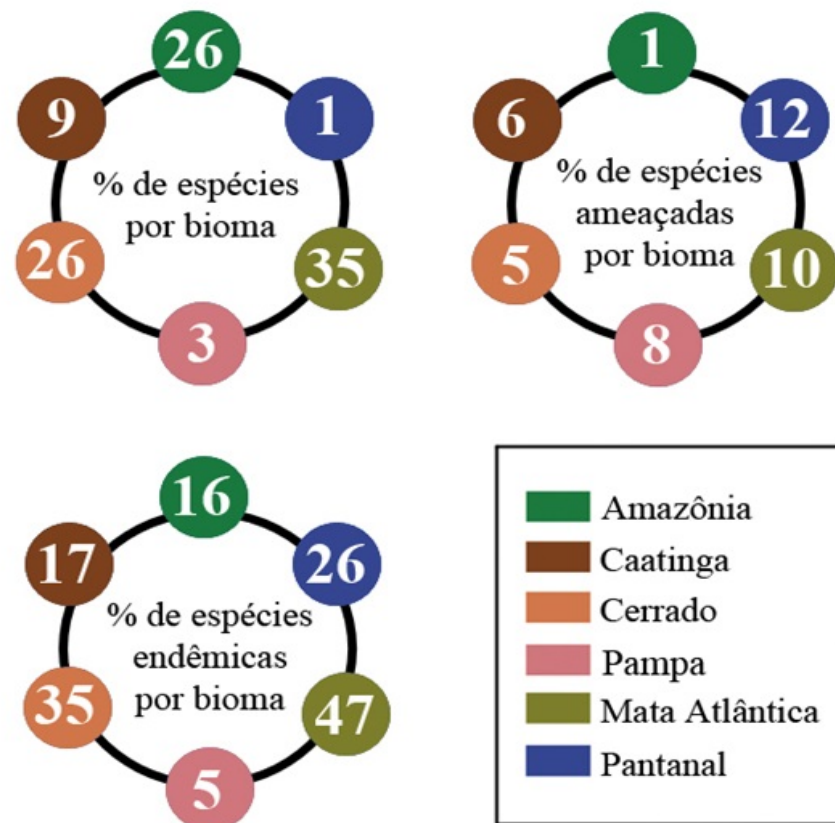 26
9
1
% de espécies
por bioma
26
35
3
1
6
12
% de espécies
ameaçadas
por bioma
5
10
8
16
17
26
% de espécies
endêmicas
por bioma
35
47
5
Amazônia
Caatinga
Cerrado
Pampa
Mata Atlântica
Pantanal